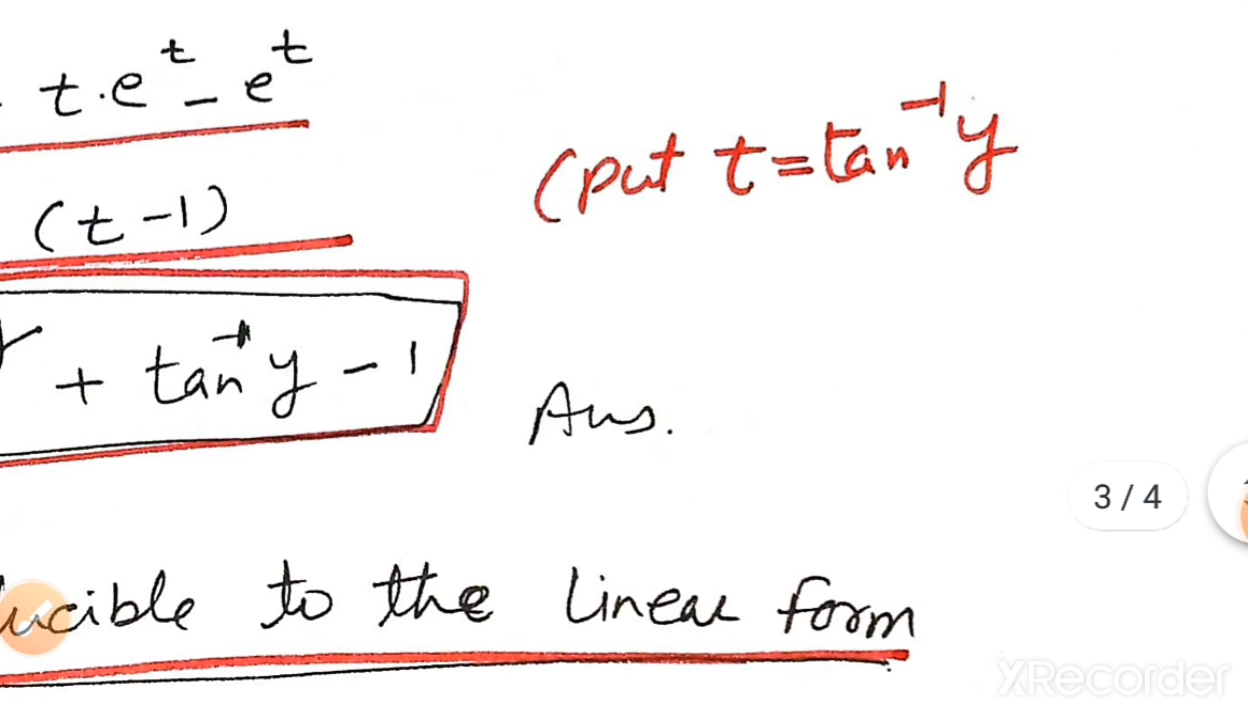 t.e^t - e^t
(put t = tan⁻¹y
(t-1)
+ tan⁻¹y - 1
Ans.
3 / 4
ucible to the linear form
XRecorder